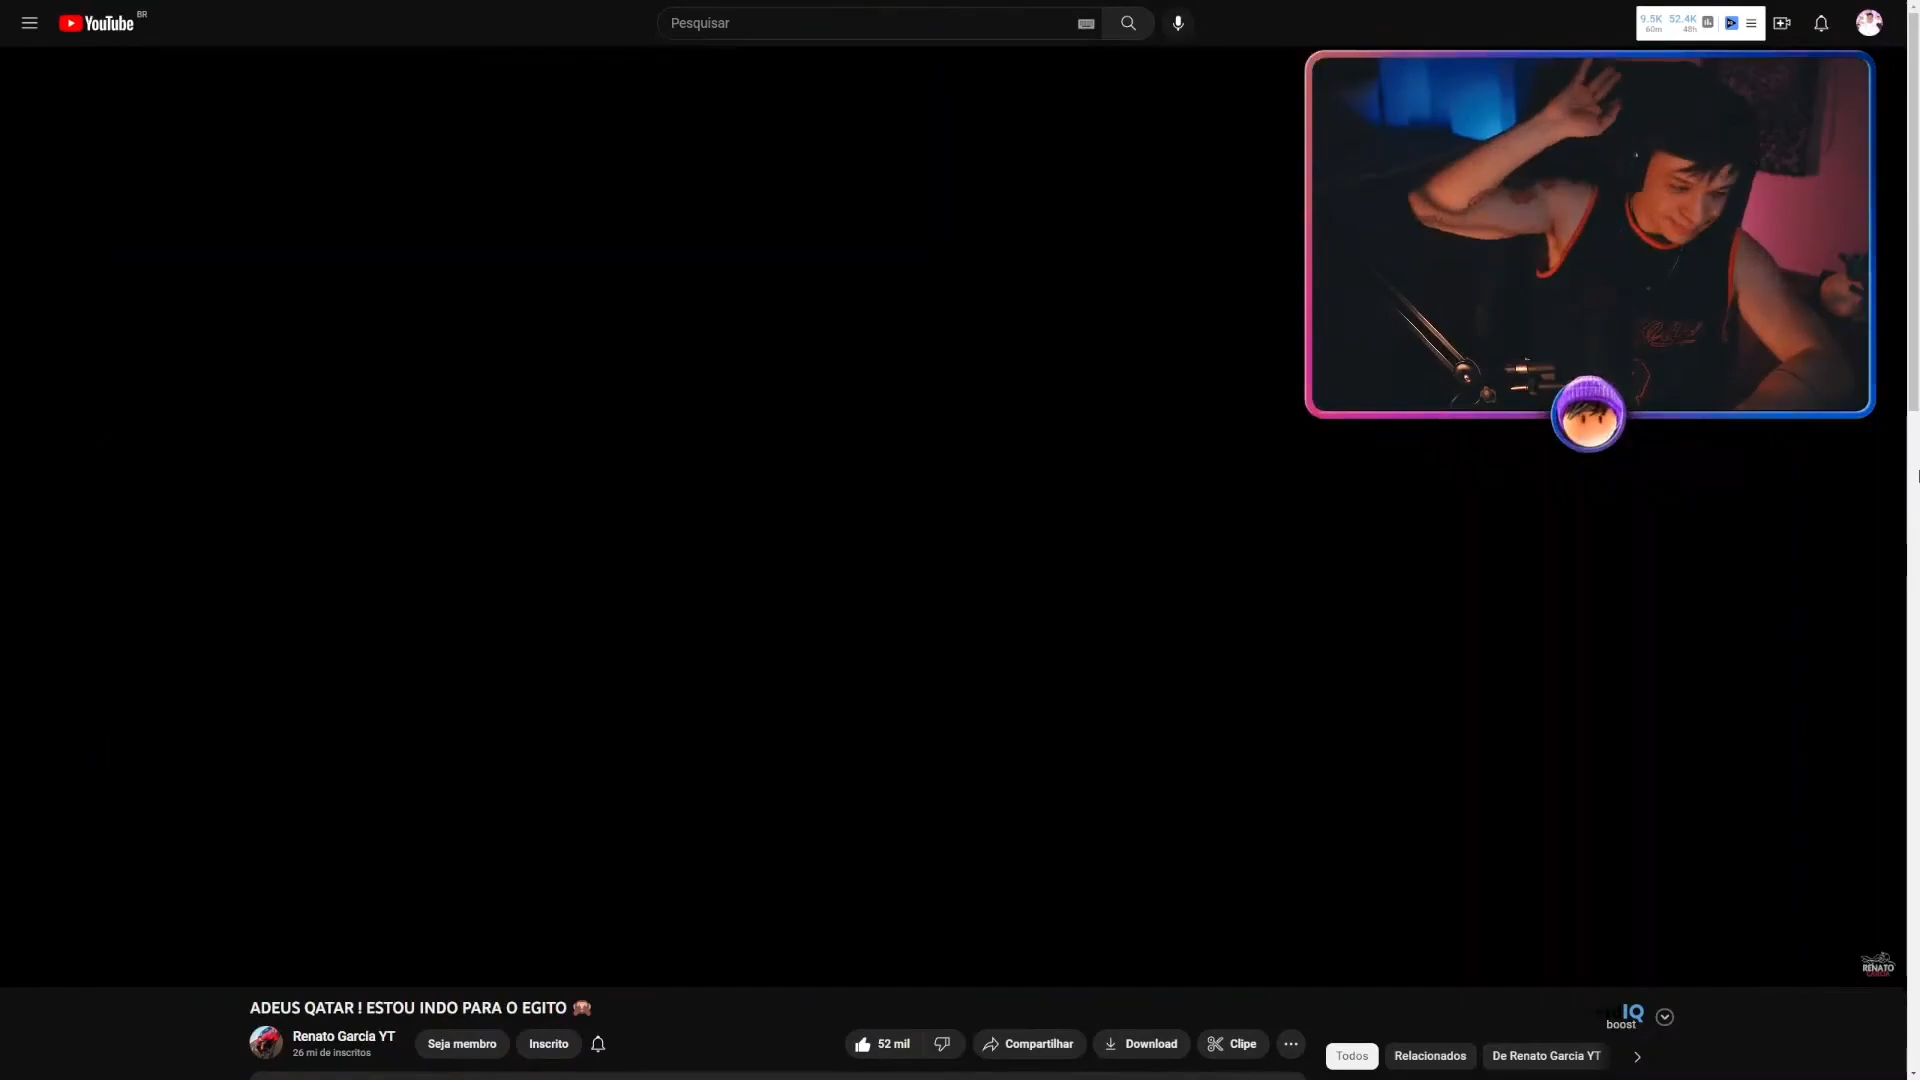 YouTube BR
Pesquisar
9.5K 52.4K
60m 48h
RENATO
GARCIA
ADEUS QATAR ! ESTOU INDO PARA O EGITO
IQ
boost
Renato Garcia YT
26 mi de inscritos
Seja membro
Inscrito
52 mil
Compartilhar
Download
Clipe
Todos
Relacionados
De Renato Garcia YT